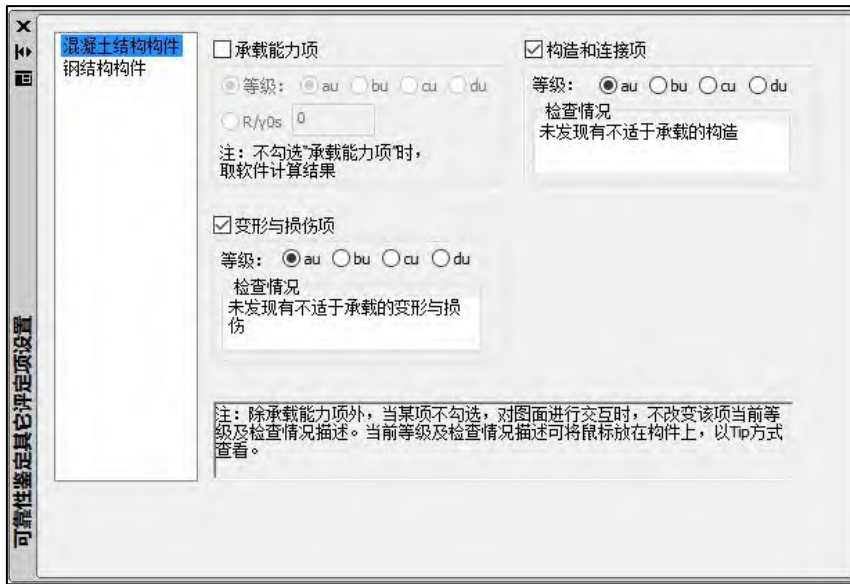 可靠性鉴定其它评定项设置
混凝土结构构件
钢结构构件
承载能力项
等级： au bu cu du
R/γ0s 0
注：不勾选“承载能力项”时，
取软件计算结果
构造和连接项
等级： au bu cu du
检查情况
未发现有不适于承载的构造
变形与损伤项
等级： au bu cu du
检查情况
未发现有不适于承载的变形与损
伤
注：除承载能力项外，当某项不勾选，对图面进行交互时，不改变该项当前等
级及检查情况描述。当前等级及检查情况描述可将鼠标放在构件上，以Tip方式
查看。